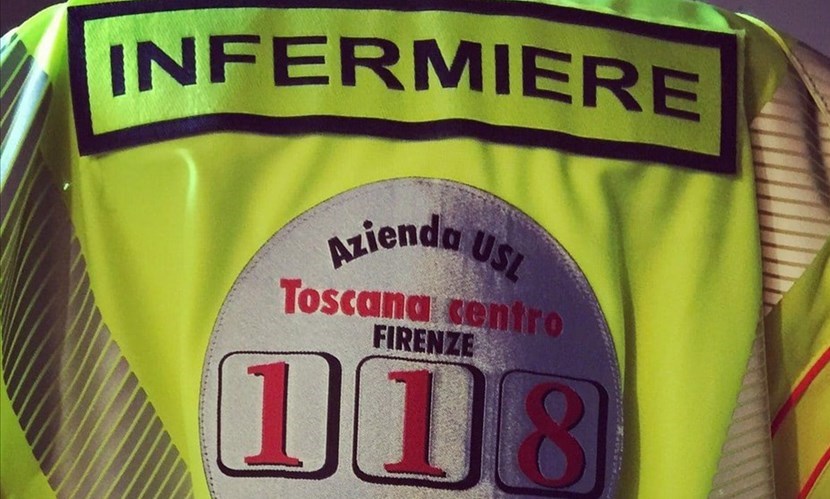 INFERMIERE
Azienda USL
Toscana centro
FIRENZE
118